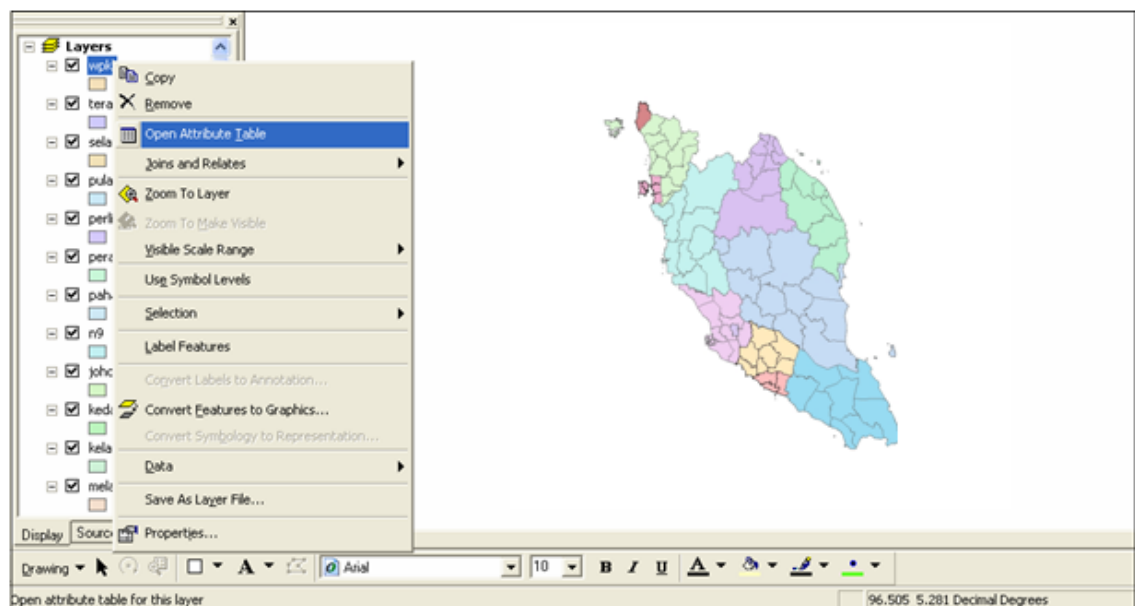 Layers
wpkl
Copy
tera
Remove
Open Attribute Table
sela
Joins and Relates
pula
Zoom To Layer
perli
Zoom To Make Visible
pera
Visible Scale Range
Use Symbol Levels
paha
Selection
n9
Label Features
joho
Convert Labels to Annotation...
keda
Convert Features to Graphics...
Convert Symbology to Representation...
kela
Data
mela
Save As Layer File...
Display Source
Properties...
Drawing Arial 10 B I U A
Open attribute table for this layer 96.505 5.281 Decimal Degrees